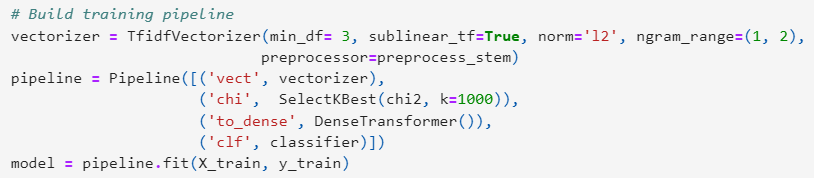 # Build training pipeline
vectorizer = TfidfVectorizer(min_df= 3, sublinear_tf=True, norm='l2', ngram_range=(1, 2),
                             preprocessor=preprocess_stem)
pipeline = Pipeline([('vect', vectorizer),
                     ('chi',  SelectKBest(chi2, k=1000)),
                     ('to_dense', DenseTransformer()),
                     ('clf', classifier)])
model = pipeline.fit(X_train, y_train)